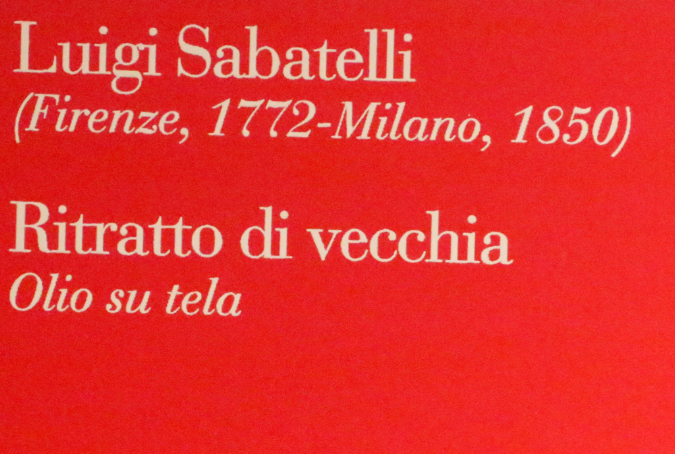 Luigi Sabatelli
(Firenze, 1772-Milano, 1850)
Ritratto di vecchia
Olio su tela